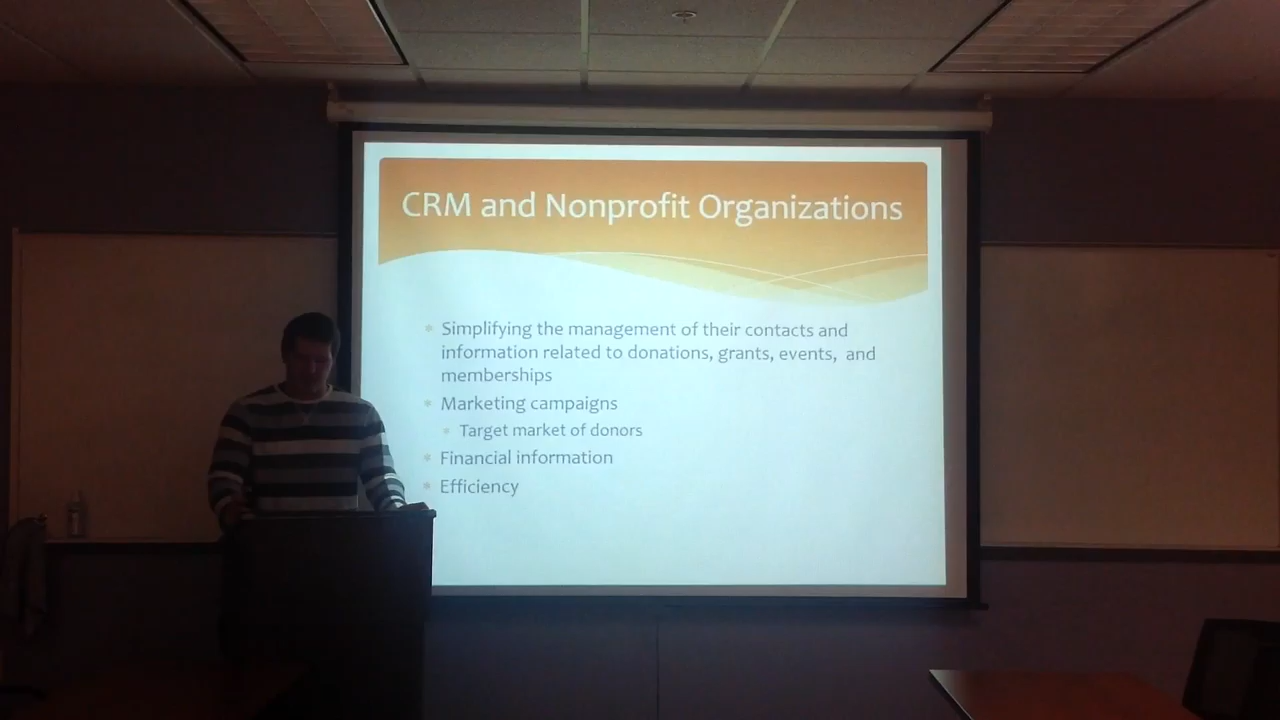 CRM and Nonprofit Organizations
Simplifying the management of their contacts and
information related to donations, grants, events, and
memberships
Marketing campaigns
Target market of donors
Financial information
Efficiency